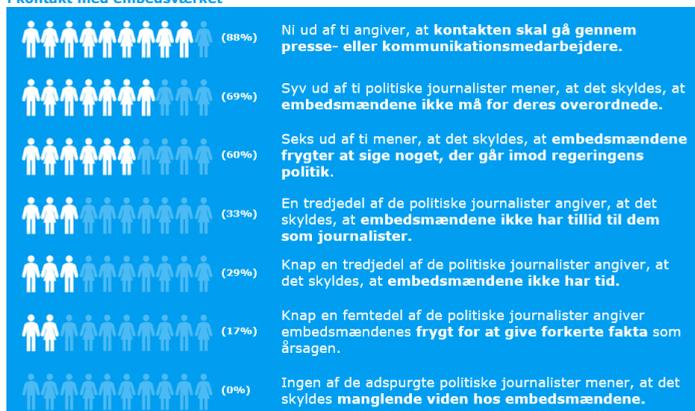 I kontakt med embedsværket
(88%)
Ni ud af ti angiver, at kontakten skal gå gennem
presse- eller kommunikationsmedarbejdere.
(69%)
Syv ud af ti politiske journalister mener, at det skyldes, at
embedsmændene ikke må for deres overordnede.
(60%)
Seks ud af ti mener, at det skyldes, at embedsmændene
frygter at sige noget, der går imod regeringens
politik.
(33%)
En tredjedel af de politiske journalister angiver, at det
skyldes, at embedsmændene ikke har tillid til dem
som journalister.
(29%)
Knap en tredjedel af de politiske journalister angiver, at
det skyldes, at embedsmændene ikke har tid.
(17%)
Knap en femtedel af de politiske journalister angiver
embedsmændenes frygt for at give forkerte fakta som
årsagen.
(0%)
Ingen af de adspurgte politiske journalister mener, at det
skyldes manglende viden hos embedsmændene.